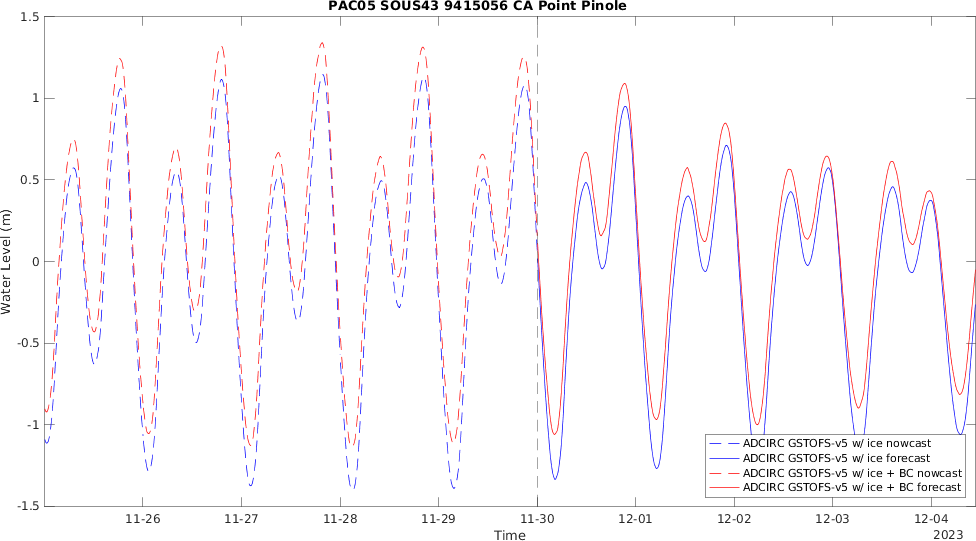 PAC05 SOUS43 9415056 CA Point Pinole
1.5
1
0.5
0
-0.5
-1
-1.5
Water Level (m)
11-26 11-27 11-28 11-29 11-30 12-01 12-02 12-03 12-04
Time
2023
ADCIRC GSTOFS-v5 w/ ice nowcast
ADCIRC GSTOFS-v5 w/ ice forecast
ADCIRC GSTOFS-v5 w/ ice + BC nowcast
ADCIRC GSTOFS-v5 w/ ice + BC forecast